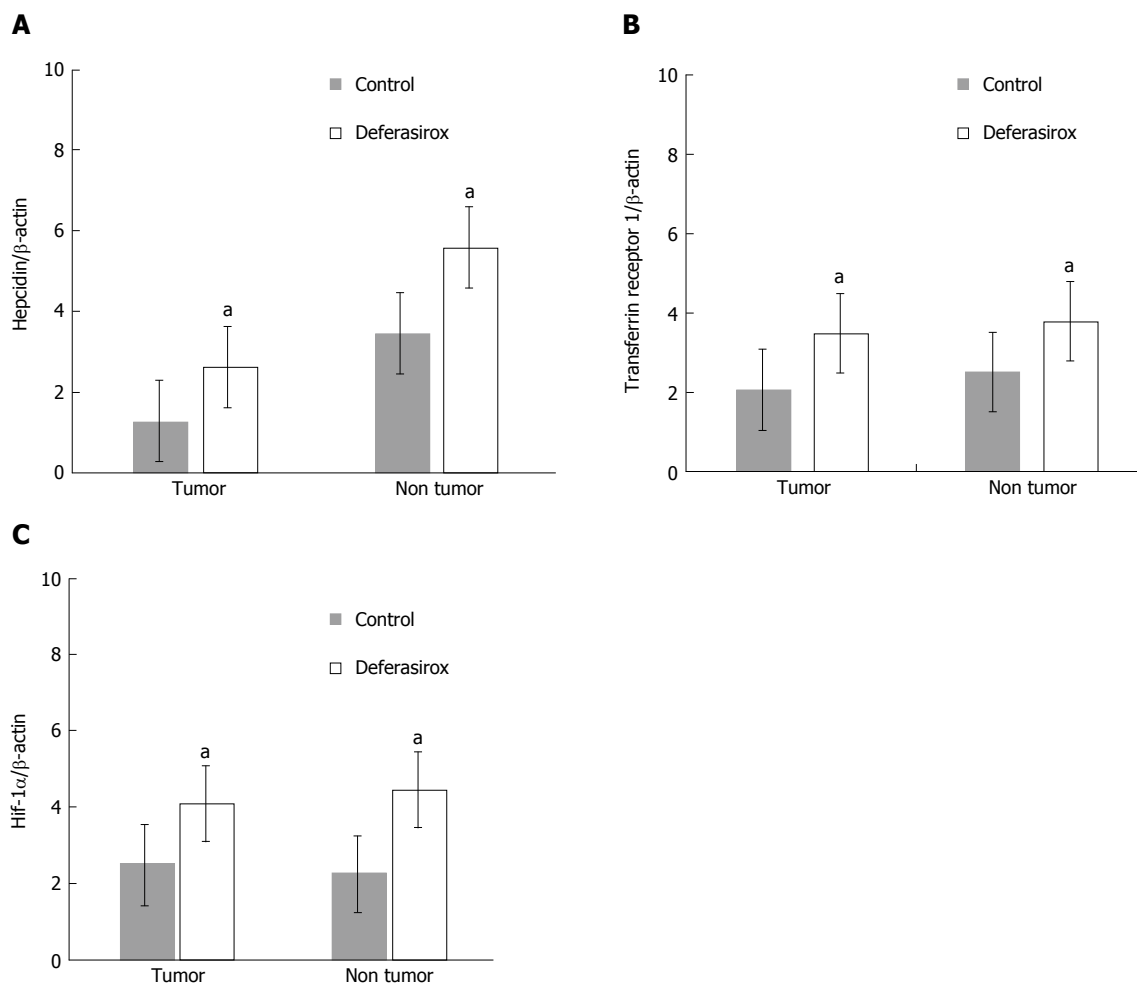 A
Hepcidin/β-actin
10
8
6
4
2
0
Control
Deferasirox
a
a
Tumor
Non tumor
B
Transferrin receptor 1/β-actin
10
8
6
4
2
0
Control
Deferasirox
a
a
Tumor
Non tumor
C
Hif-1α/β-actin
10
8
6
4
2
0
Control
Deferasirox
a
a
Tumor
Non tumor